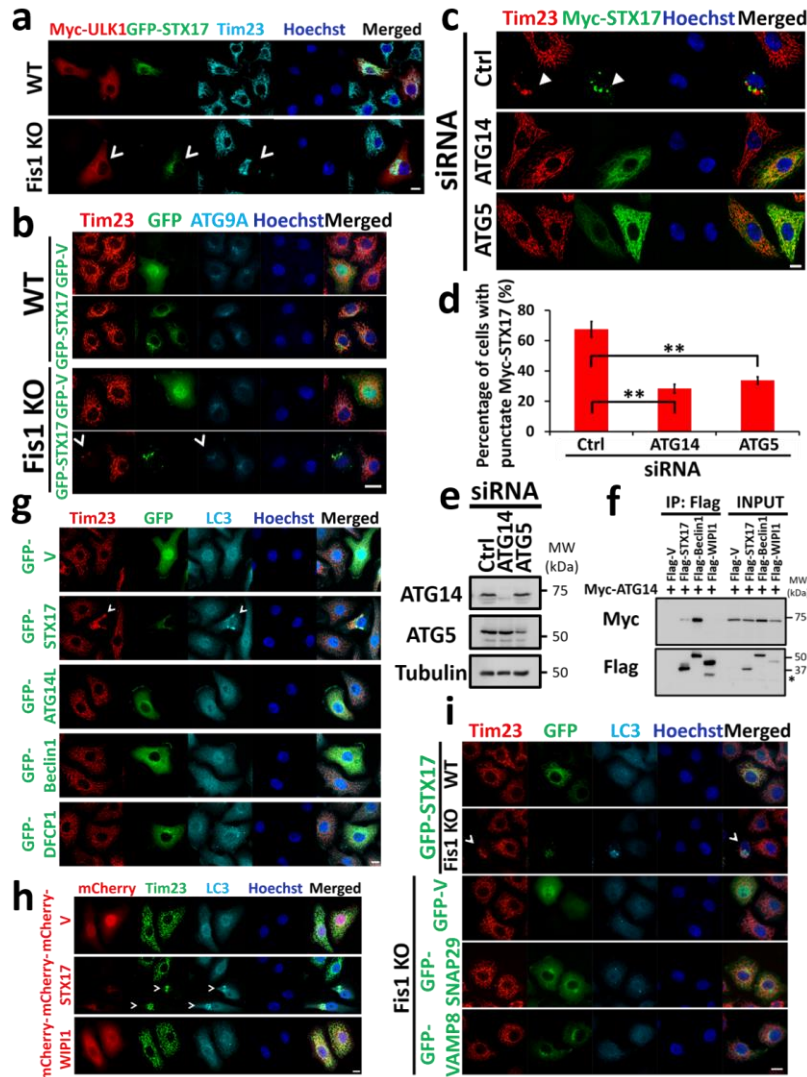 a
Myc-ULK1 GFP-STX17 Tim23 Hoechst Merged
WT
Fis1 KO
b
Tim23 GFP ATG9A Hoechst Merged
WT
GFP-V
GFP-STX17
Fis1 KO
GFP-V
GFP-STX17
c
Tim23 Myc-STX17 Hoechst Merged
siRNA
Ctrl
ATG14
ATG5
d
Percentage of cells with
punctate Myc-STX17 (%)
80
60
40
20
0
**
**
Ctrl ATG14 ATG5
siRNA
e
siRNA
Ctrl
ATG14
ATG5
MW
(kDa)
ATG14 75
ATG5 50
Tubulin 50
f
IP: Flag INPUT
Flag-V
Flag-STX17
Flag-Beclin1
Flag-WIPI1
Flag-V
Flag-STX17
Flag-Beclin1
Flag-WIPI1
MW
(kDa
Myc-ATG14 + + + + + + + +
Myc 75
Flag 50
37
*
g
Tim23 GFP LC3 Hoechst Merged
GFP-
V
GFP-
STX17
GFP-
ATG14L
GFP-
Beclin1
GFP-
DFCP1
h
mCherry Tim23 LC3 Hoechst Merged
mCherry-
V
mCherry-
STX17
mCherry-
WIPI1
i
Tim23 GFP LC3 Hoechst Merged
GFP-STX17
WT
Fis1 KO
Fis1 KO
GFP-V
GFP-
SNAP29
GFP-
VAMP8